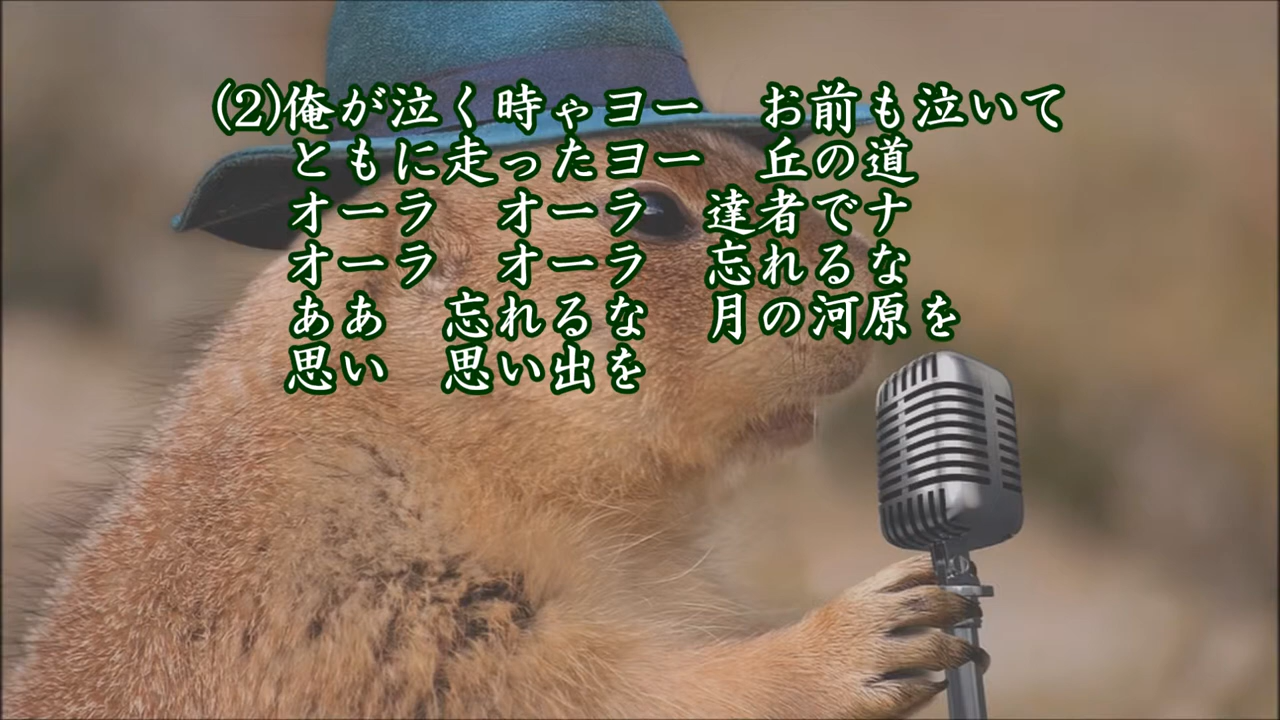 (2)俺が泣く時ゃヨー　お前も泣いて
ともに走ったヨー　丘の道
オーラ　オーラ　達者でナ
オーラ　オーラ　忘れるな
ああ　忘れるな　月の河原を
思い　思い出を